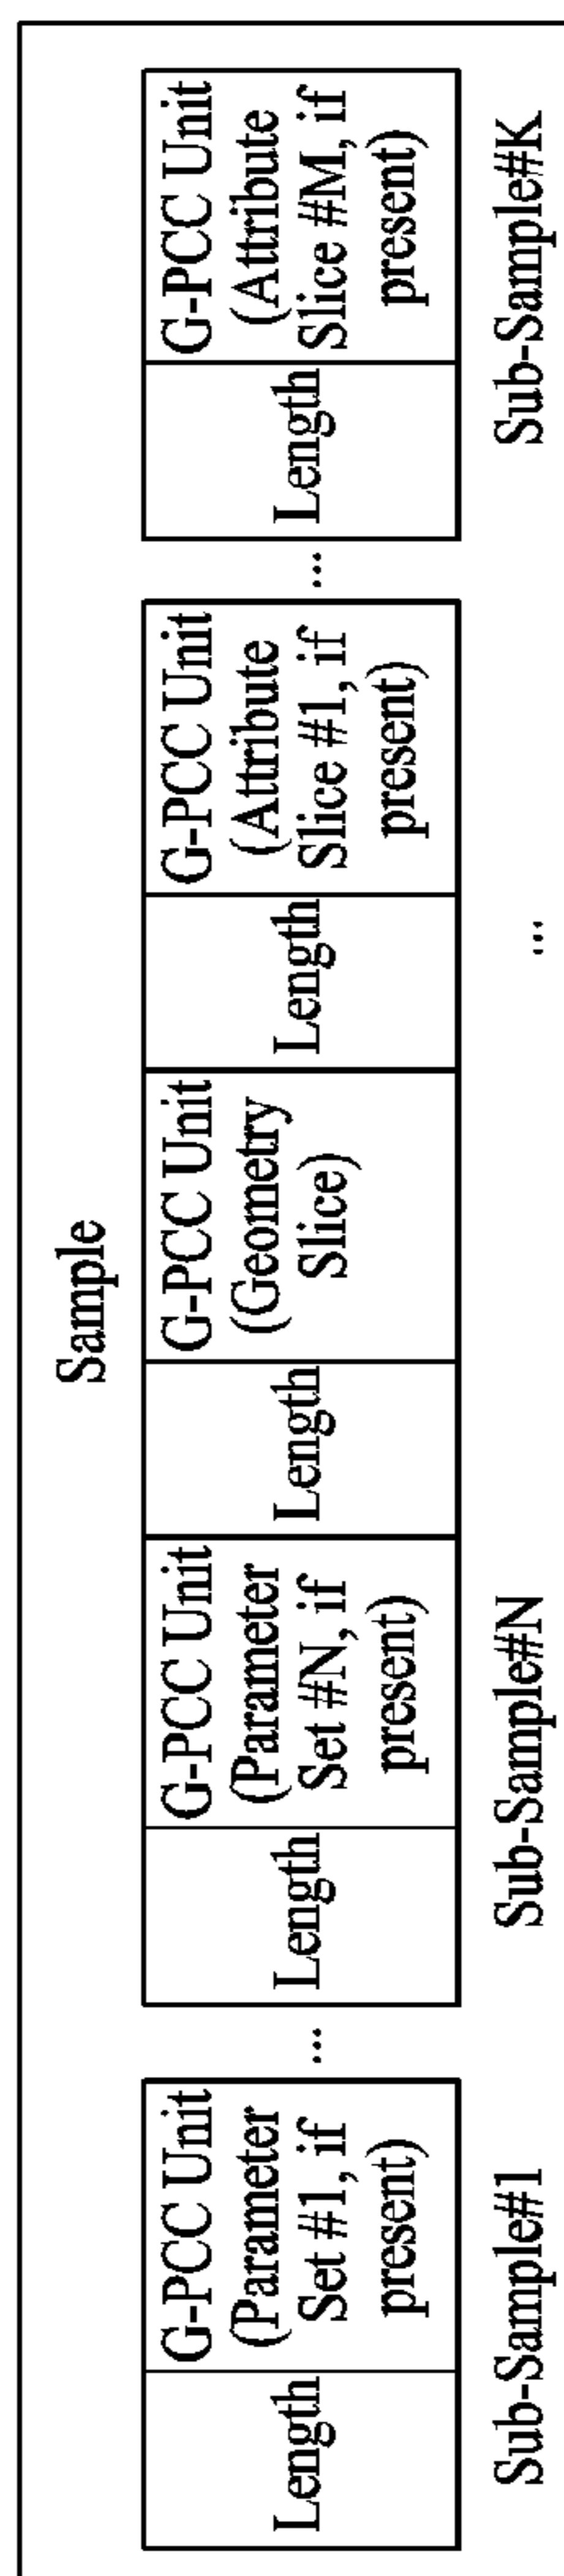 Sample
Length
G-PCC Unit
(Parameter
Set #1, if
present)
...
Length
G-PCC Unit
(Parameter
Set #N, if
present)
Length
G-PCC Unit
(Geometry
Slice)
Length
G-PCC Unit
(Attribute
Slice #1, if
present)
...
Length
G-PCC Unit
(Attribute
Slice #M, if
present)
Sub-Sample#1
Sub-Sample#N
...
Sub-Sample#K